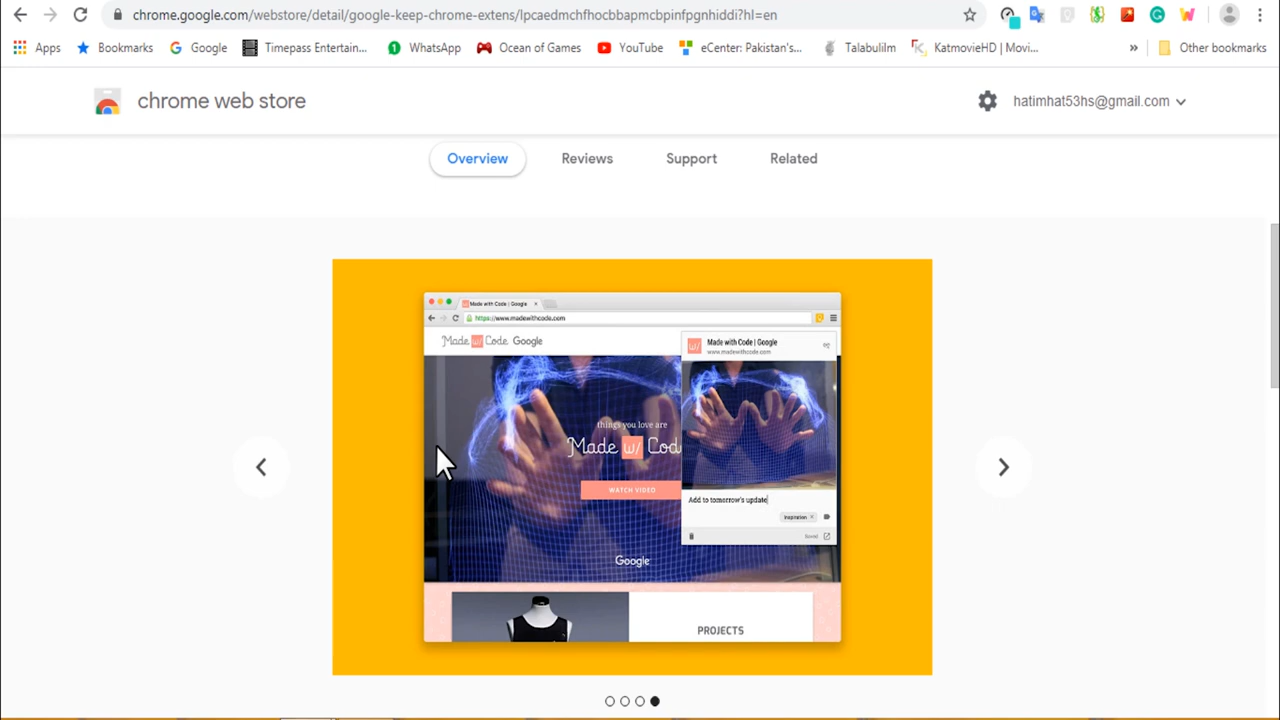 chrome.google.com/webstore/detail/google-keep-chrome-extens/lpcaedmchfhocbbapmcbpinfpgnhiddi?hl=en
Apps Bookmarks Google Timepass Entertain... WhatsApp Ocean of Games YouTube eCenter: Pakistan's... Talabulilm KatmovieHD | Movi... » Other bookmarks
chrome web store hatimhat53hs@gmail.com
Overview Reviews Support Related
Made with Code | Google
https://www.madewithcode.com
Made w/ Code Google
Made with Code | Google
www.madewithcode.com
things you love are
Made w/ Cod
WATCH VIDEO
Add to tomorrow's update
Inspiration ×
Saved
Google
PROJECTS